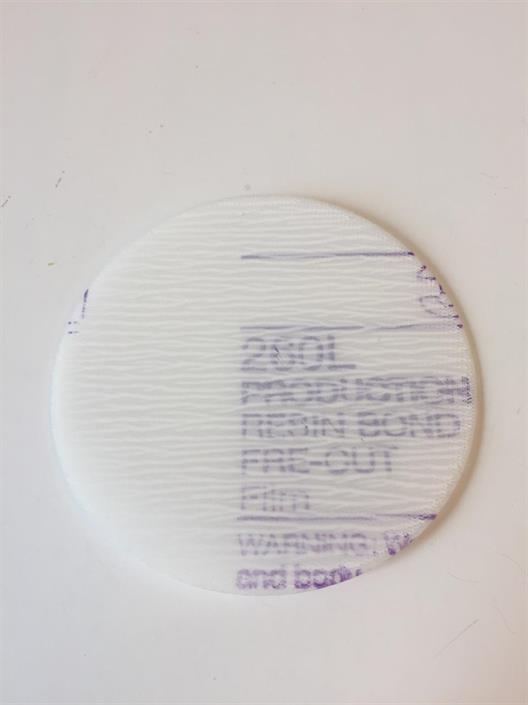 260L
PRODUCTION
RESIN BOND
FRE-CUT
Film
WARNING:
and body